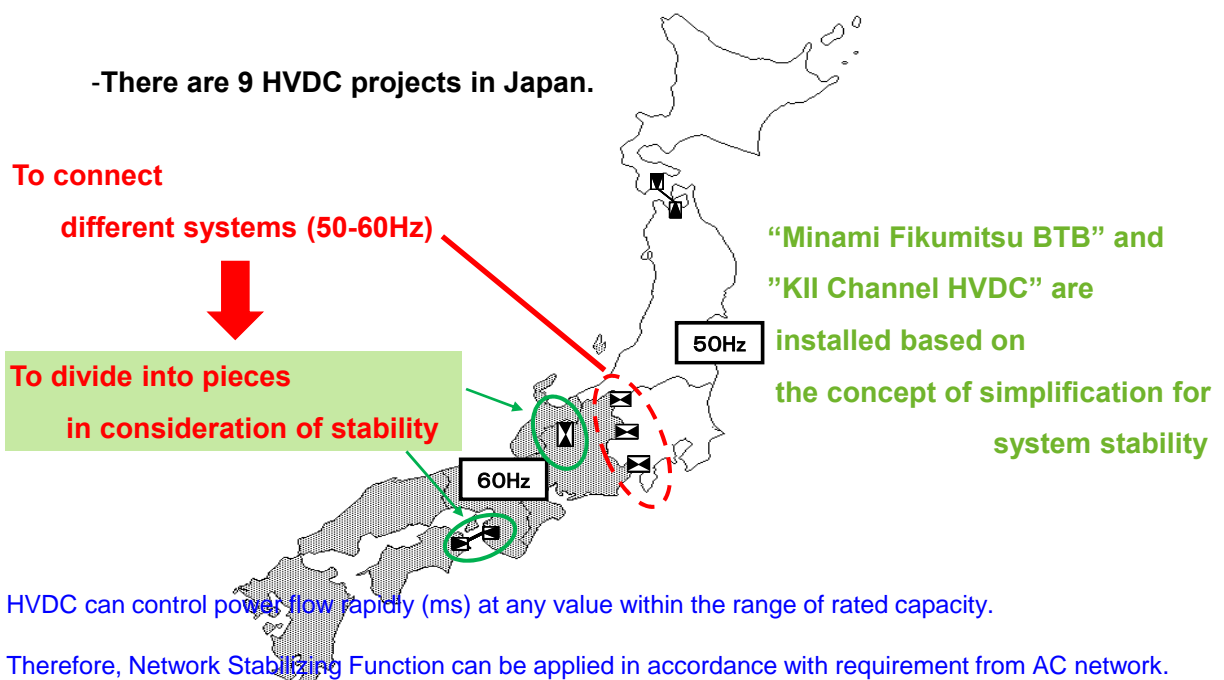 -There are 9 HVDC projects in Japan.
To connect
different systems (50-60Hz)
To divide into pieces
in consideration of stability
“Minami Fikumitsu BTB” and
”KII Channel HVDC” are
installed based on
the concept of simplification for
system stability
50Hz
60Hz
HVDC can control power flow rapidly (ms) at any value within the range of rated capacity.
Therefore, Network Stabilizing Function can be applied in accordance with requirement from AC network.